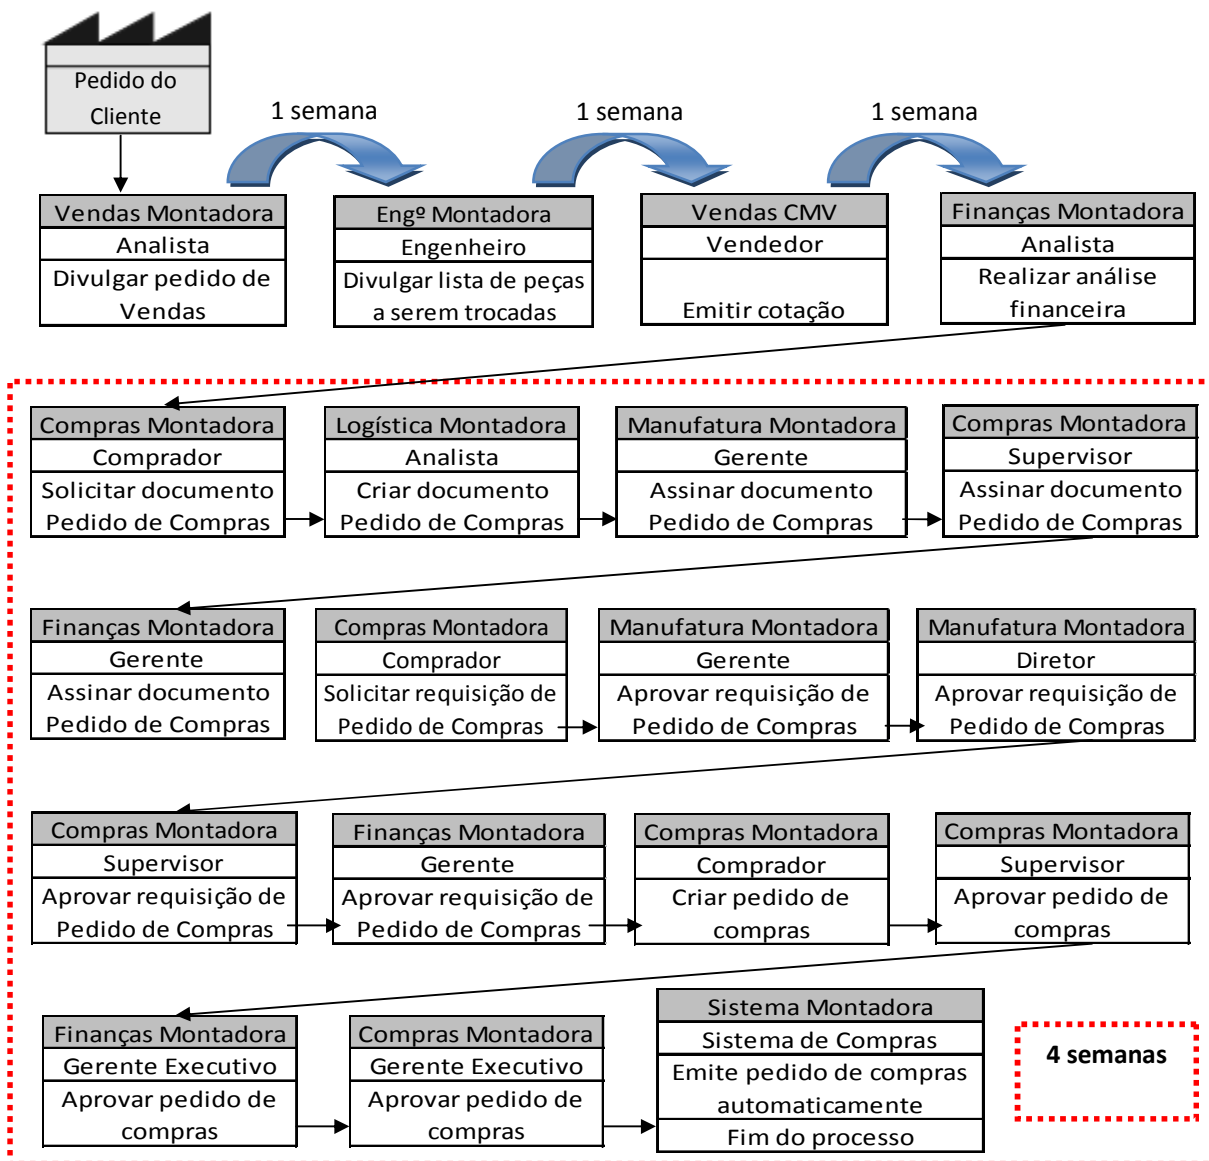 Pedido do
Cliente
1 semana
1 semana
1 semana
Vendas Montadora
Analista
Divulgar pedido de
Vendas
Engº Montadora
Engenheiro
Divulgar lista de peças
a serem trocadas
Vendas CMV
Vendedor
Emitir cotação
Finanças Montadora
Analista
Realizar análise
financeira
Compras Montadora
Comprador
Solicitar documento
Pedido de Compras
Logística Montadora
Analista
Criar documento
Pedido de Compras
Manufatura Montadora
Gerente
Assinar documento
Pedido de Compras
Compras Montadora
Supervisor
Assinar documento
Pedido de Compras
Finanças Montadora
Gerente
Assinar documento
Pedido de Compras
Compras Montadora
Comprador
Solicitar requisição de
Pedido de Compras
Manufatura Montadora
Gerente
Aprovar requisição de
Pedido de Compras
Manufatura Montadora
Diretor
Aprovar requisição de
Pedido de Compras
Compras Montadora
Supervisor
Aprovar requisição de
Pedido de Compras
Finanças Montadora
Gerente
Aprovar requisição de
Pedido de Compras
Compras Montadora
Comprador
Criar pedido de
compras
Compras Montadora
Supervisor
Aprovar pedido de
compras
Finanças Montadora
Gerente Executivo
Aprovar pedido de
compras
Compras Montadora
Gerente Executivo
Aprovar pedido de
compras
Sistema Montadora
Sistema de Compras
Emite pedido de compras
automaticamente
Fim do processo
4 semanas